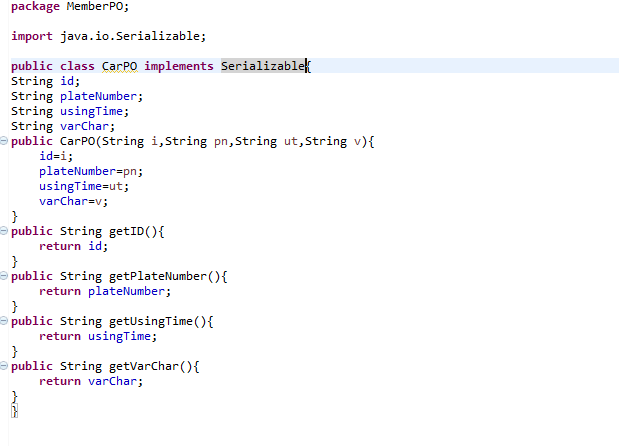 package MemberPO;
import java.io.Serializable;
public class CarPO implements Serializable{
String id;
String plateNumber;
String usingTime;
String varChar;
public CarPO(String i,String pn,String ut,String v){
id=i;
plateNumber=pn;
usingTime=ut;
varChar=v;
}
public String getID(){
return id;
}
public String getPlateNumber(){
return plateNumber;
}
public String getUsingTime(){
return usingTime;
}
public String getVarChar(){
return varChar;
}
}